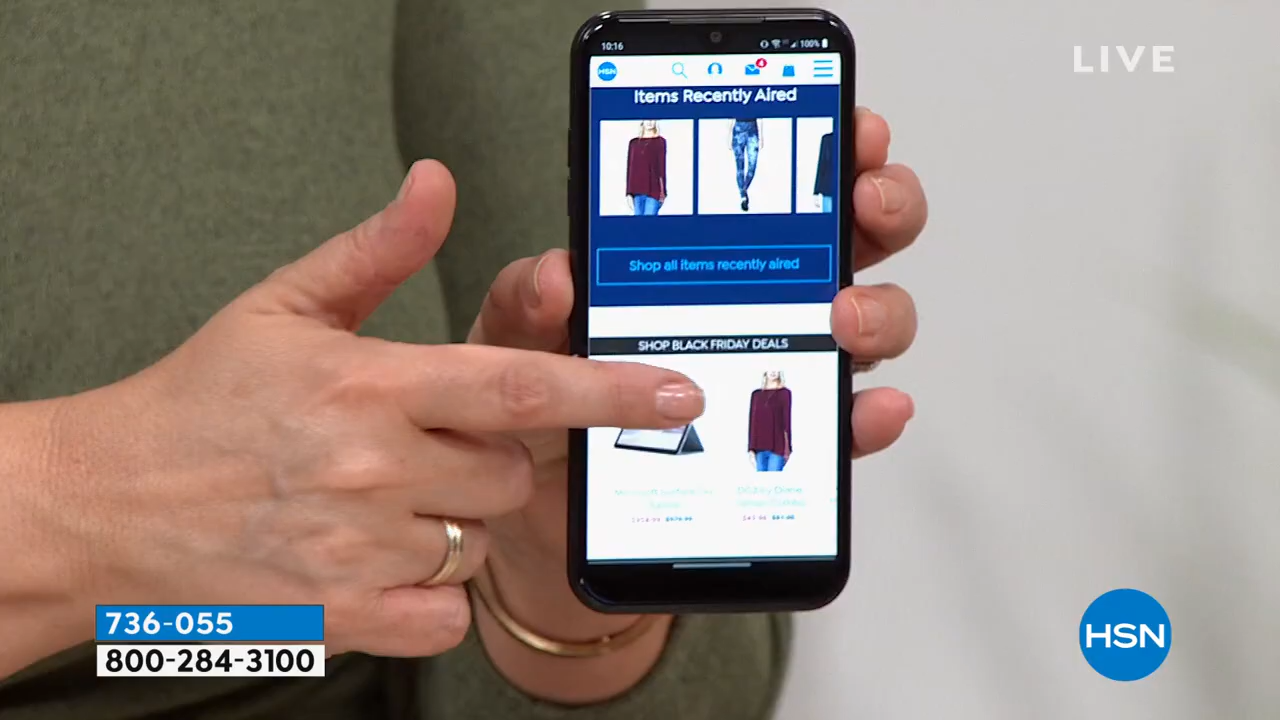 10:16
100%
LIVE
HSN
4
Items Recently Aired
Shop all items recently aired
SHOP BLACK FRIDAY DEALS
736-055
800-284-3100
HSN